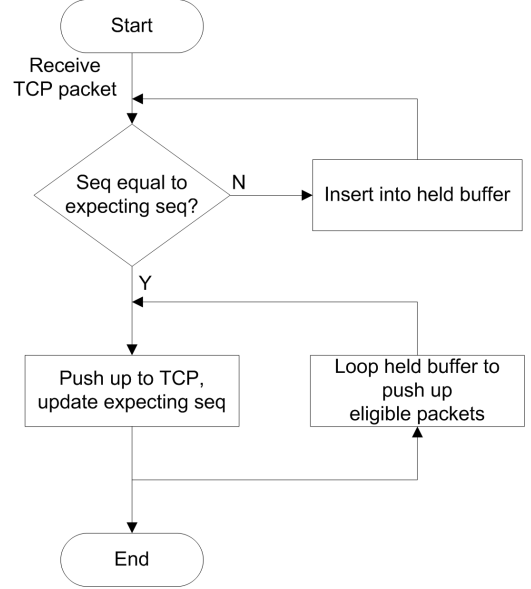 Start
Receive
TCP packet
Seq equal to
expecting seq?
N
Insert into held buffer
Y
Push up to TCP,
update expecting seq
Loop held buffer to
push up
eligible packets
End